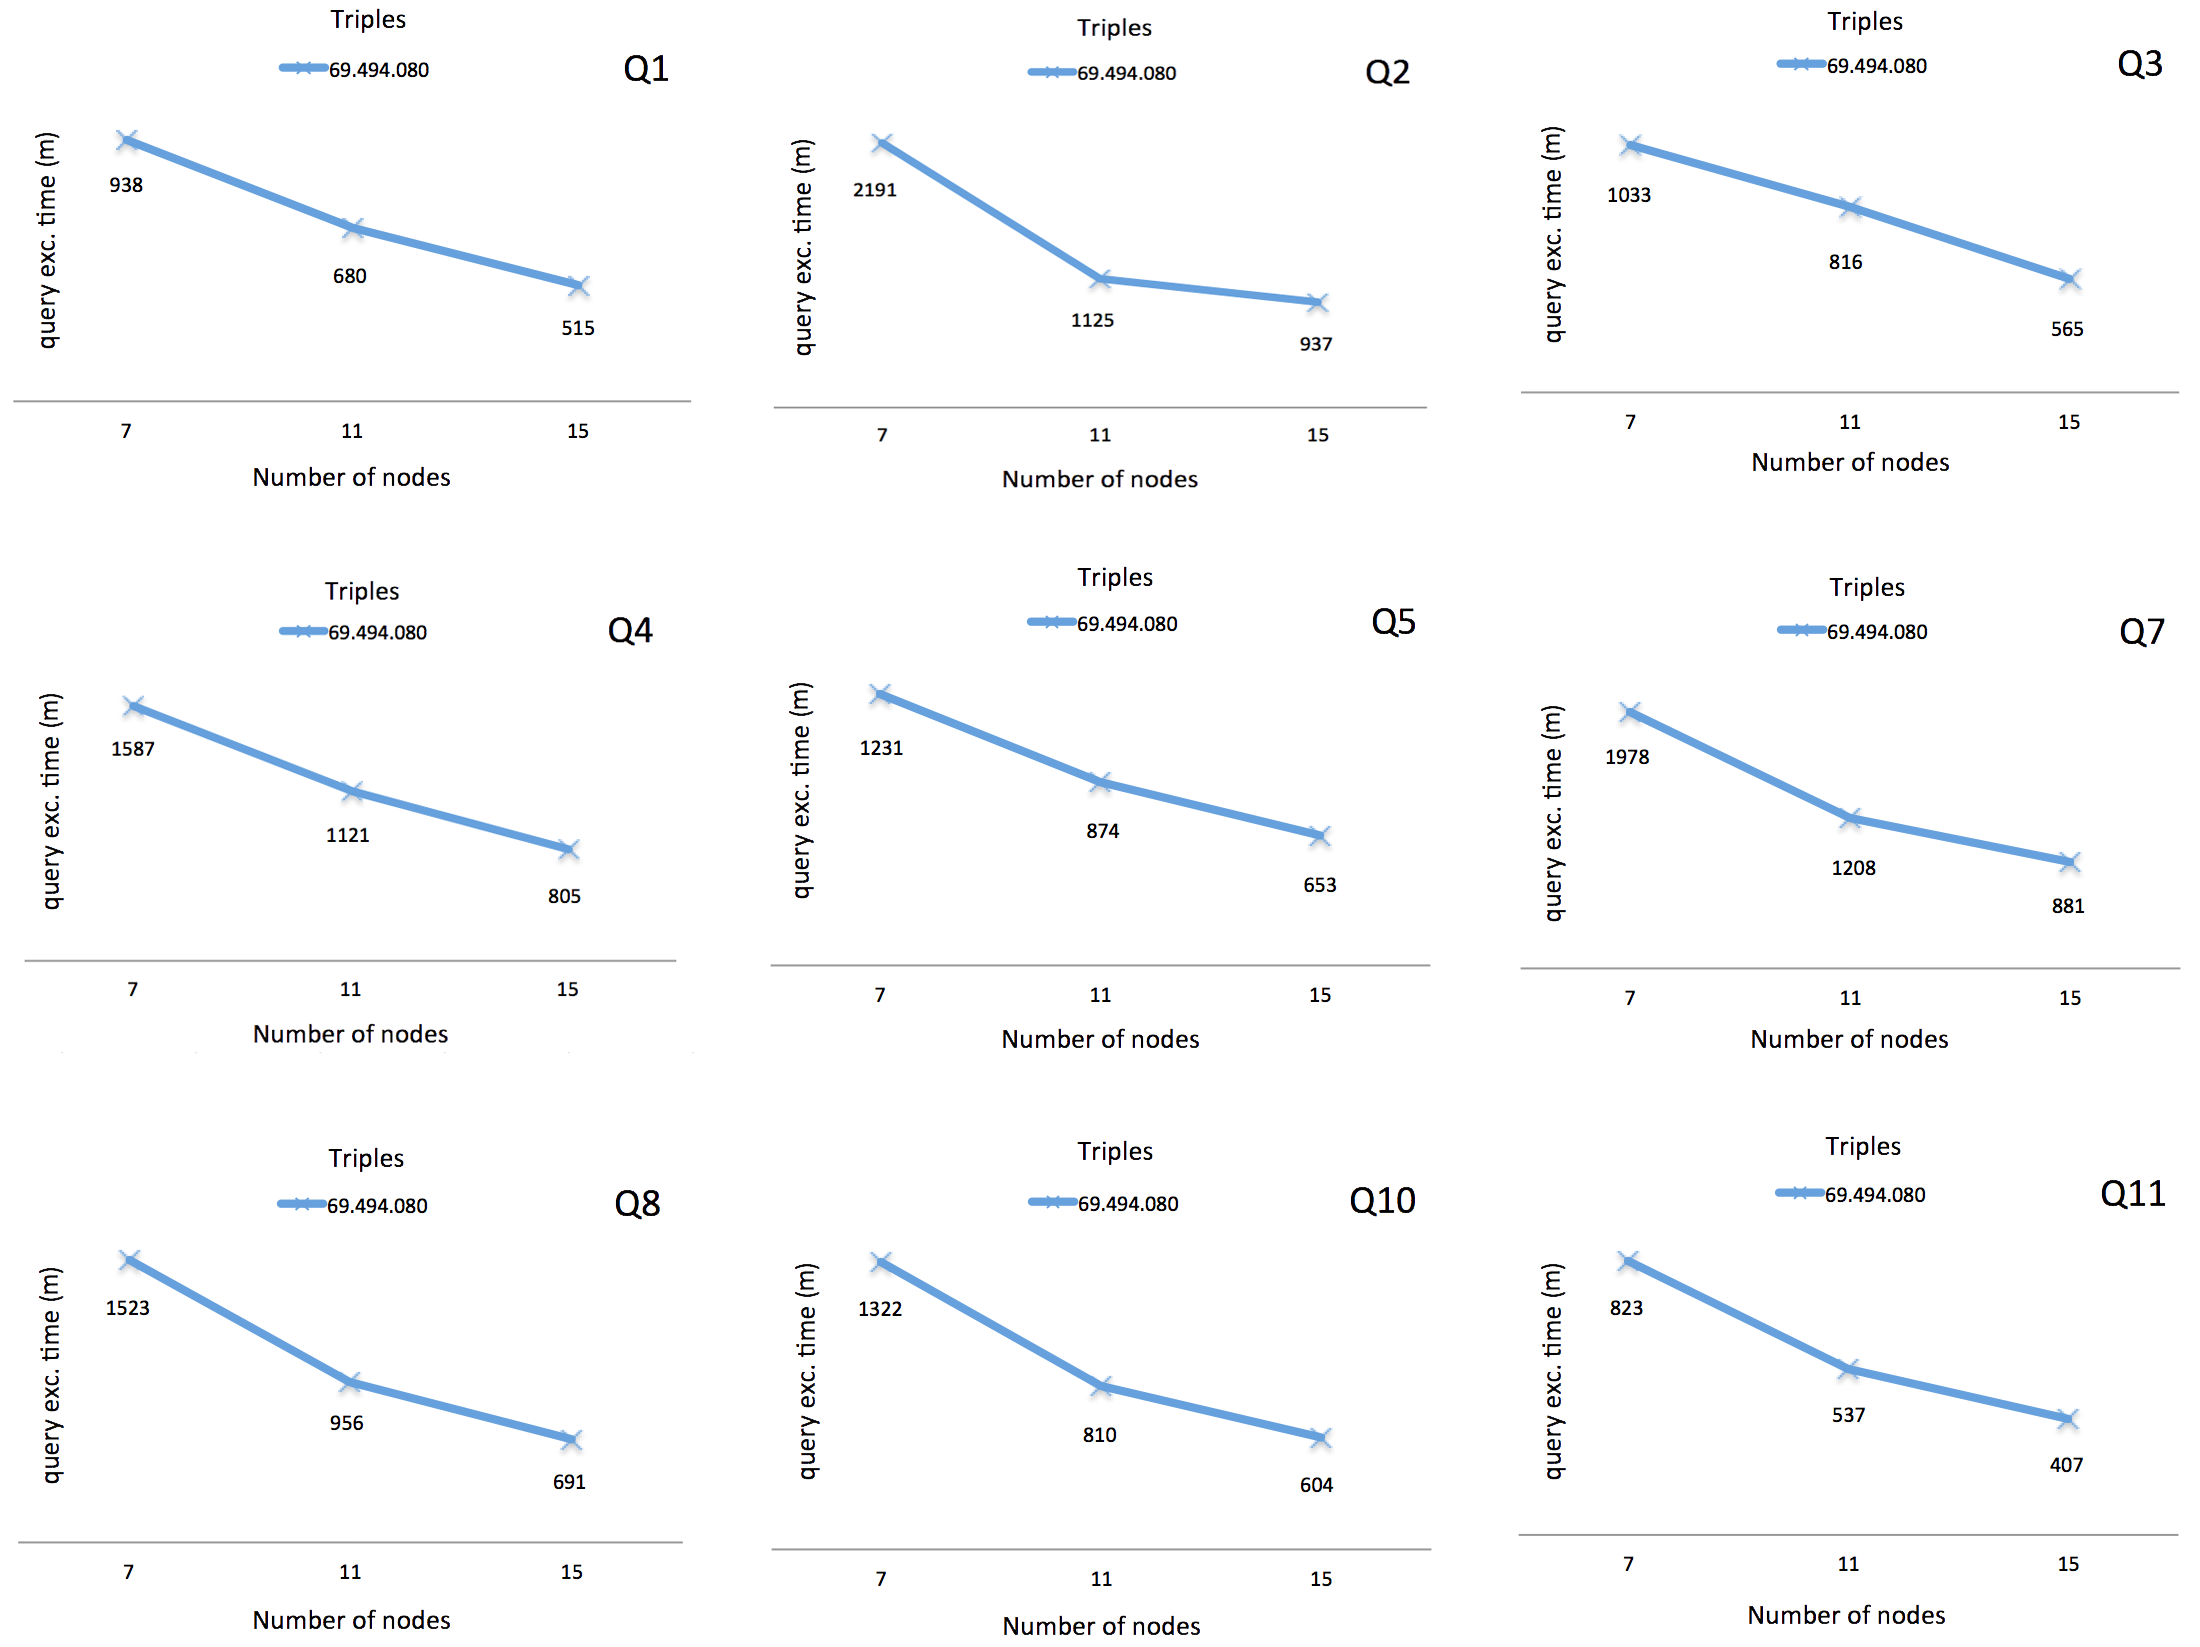 Triples
69.494.080
Q1
query exc. time (m)
938
680
515
7 11 15
Number of nodes
Triples
69.494.080
Q2
query exc. time (m)
2191
1125
937
7 11 15
Number of nodes
Triples
69.494.080
Q3
query exc. time (m)
1033
816
565
7 11 15
Number of nodes
Triples
69.494.080
Q4
query exc. time (m)
1587
1121
805
7 11 15
Number of nodes
Triples
69.494.080
Q5
query exc. time (m)
1231
874
653
7 11 15
Number of nodes
Triples
69.494.080
Q7
query exc. time (m)
1978
1208
881
7 11 15
Number of nodes
Triples
69.494.080
Q8
query exc. time (m)
1523
956
691
7 11 15
Number of nodes
Triples
69.494.080
Q10
query exc. time (m)
1322
810
604
7 11 15
Number of nodes
Triples
69.494.080
Q11
query exc. time (m)
823
537
407
7 11 15
Number of nodes